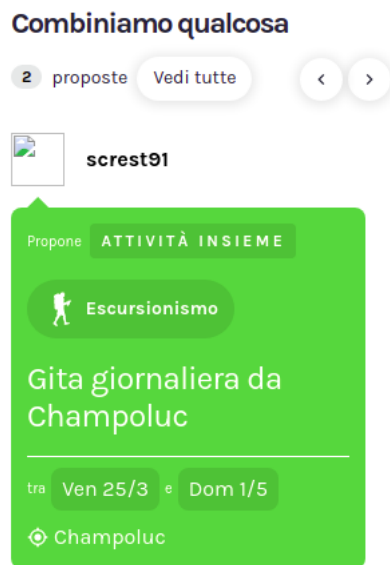 Combiniamo qualcosa
2 proposte Vedi tutte
screst91
Propone ATTIVITÀ INSIEME
Escursionismo
Gita giornaliera da
Champoluc
tra Ven 25/3 e Dom 1/5
Champoluc